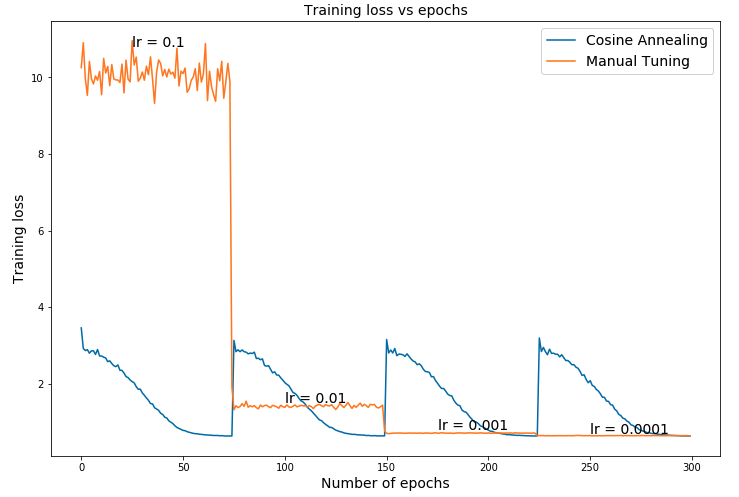 Training loss vs epochs
Cosine Annealing
Manual Tuning
lr = 0.1
lr = 0.01
lr = 0.001
lr = 0.0001
Training loss
10
8
6
4
2
0 50 100 150 200 250 300
Number of epochs